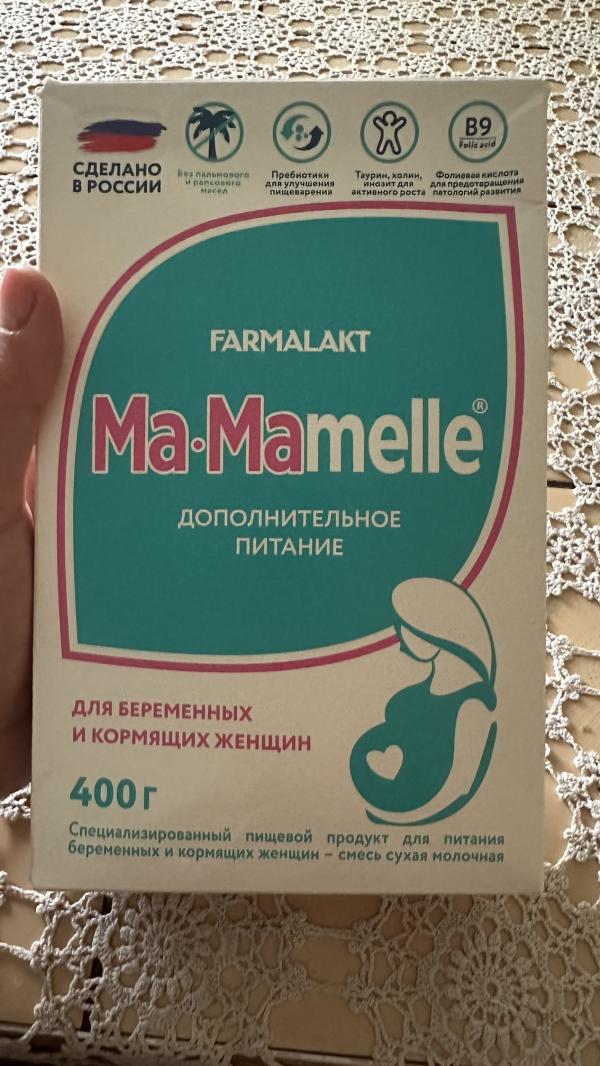 СДЕЛАНО
В РОССИИ
Без пальмового
и рапсового
масел
Пребиотики
для улучшения
пищеварения
Таурин, холин,
инозит для
активного роста
B9
Folic acid
Фолиевая кислота
для предотвращения
патологий развития
FARMALAKT
Ma·Mamelle®
ДОПОЛНИТЕЛЬНОЕ
ПИТАНИЕ
ДЛЯ БЕРЕМЕННЫХ
И КОРМЯЩИХ ЖЕНЩИН
400 г
Специализированный пищевой продукт для питания
беременных и кормящих женщин – смесь сухая молочная